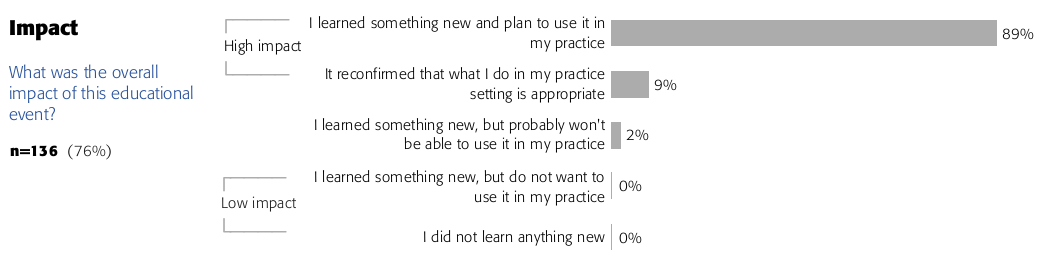 Impact
What was the overall
impact of this educational
event?
n=136 (76%)
High impact
I learned something new and plan to use it in
my practice
89%
It reconfirmed that what I do in my practice
setting is appropriate
9%
I learned something new, but probably won't
be able to use it in my practice
2%
Low impact
I learned something new, but do not want to
use it in my practice
0%
I did not learn anything new
0%